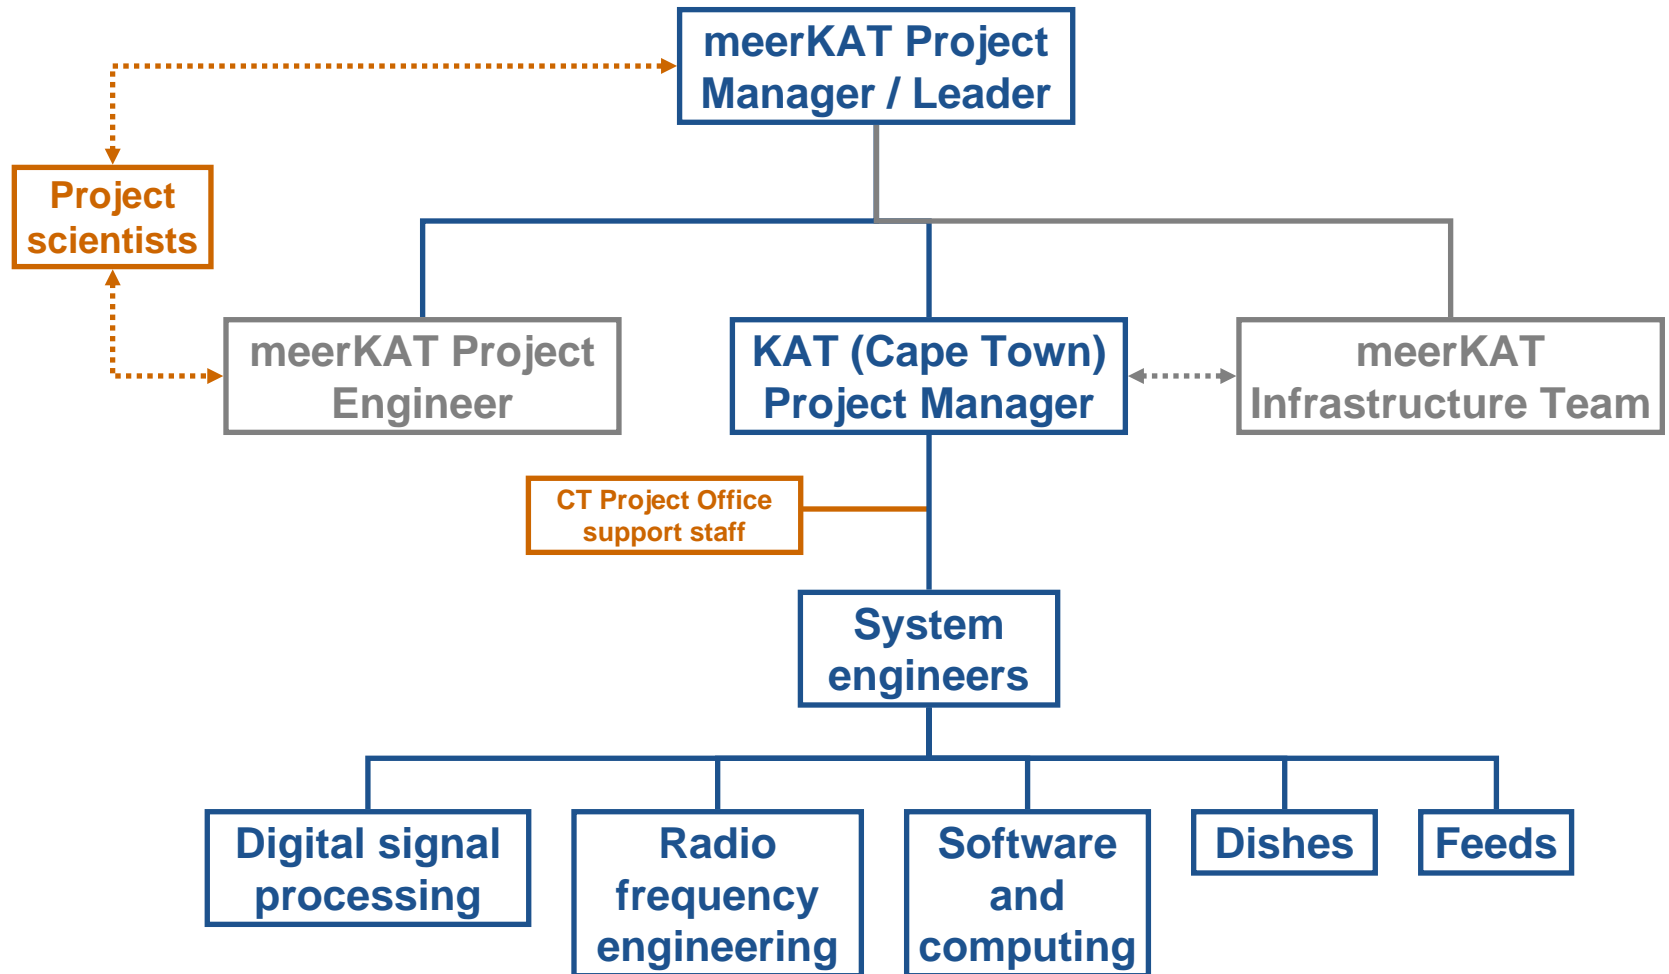 meerKAT Project
Manager / Leader
Project
scientists
meerKAT Project
Engineer
KAT (Cape Town)
Project Manager
meerKAT
Infrastructure Team
CT Project Office
support staff
System
engineers
Digital signal
processing
Radio
frequency
engineering
Software
and
computing
Dishes
Feeds